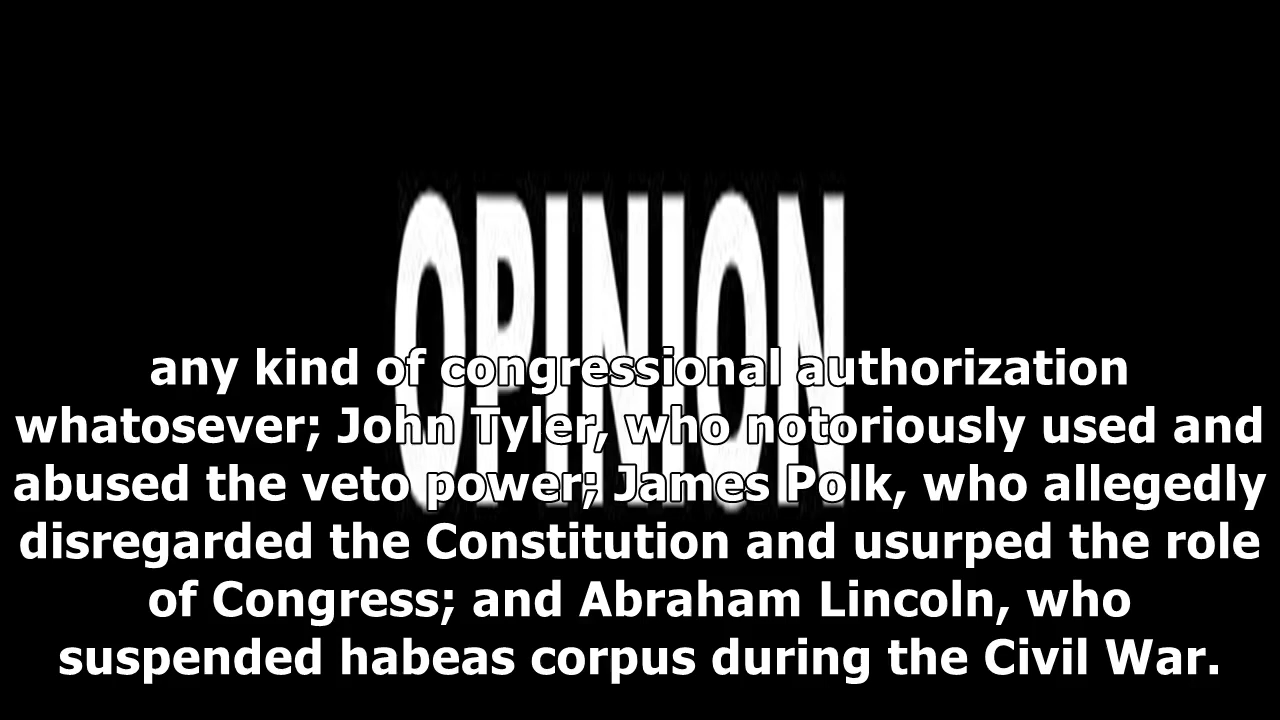 OPINION
any kind of congressional authorization
whatosever; John Tyler, who notoriously used and
abused the veto power; James Polk, who allegedly
disregarded the Constitution and usurped the role
of Congress; and Abraham Lincoln, who
suspended habeas corpus during the Civil War.